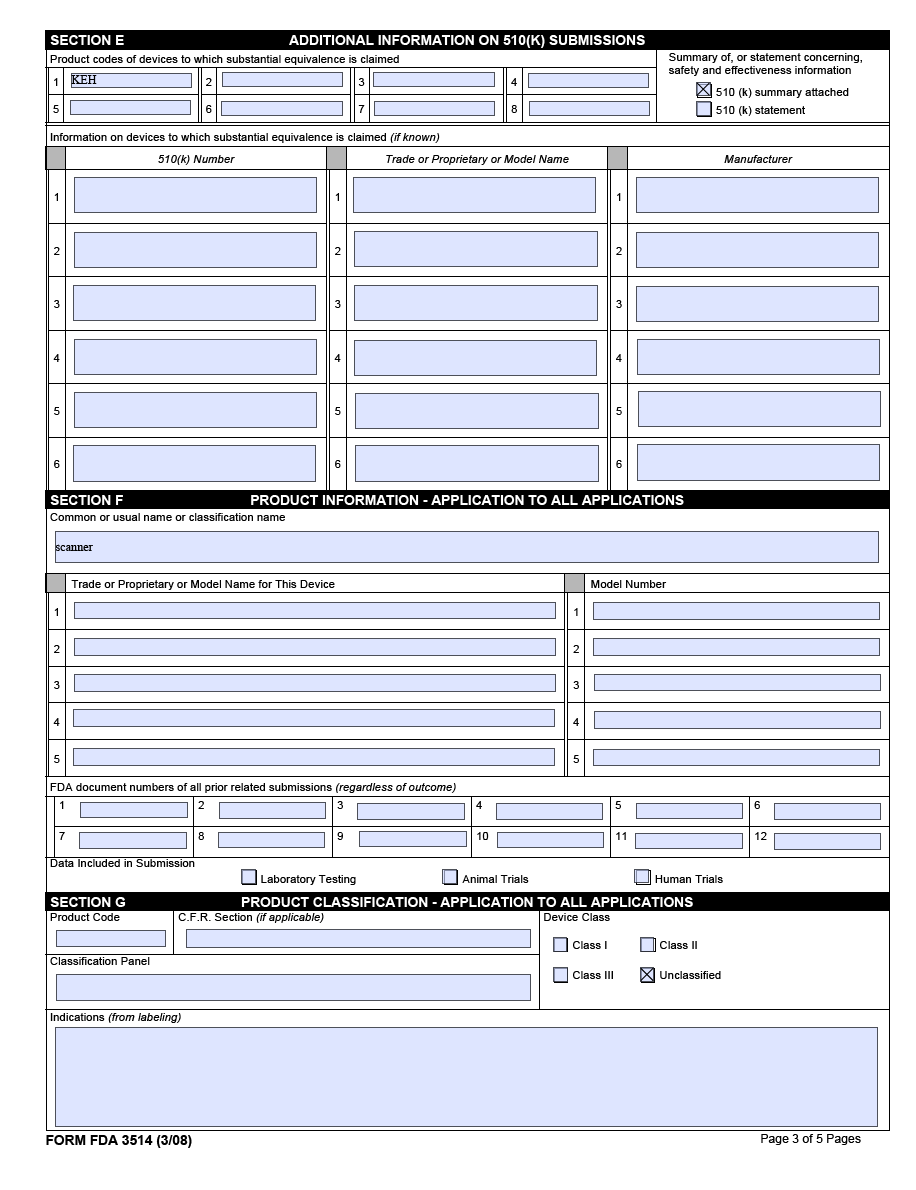 SECTION E ADDITIONAL INFORMATION ON 510(K) SUBMISSIONS
Product codes of devices to which substantial equivalence is claimed
Summary of, or statement concerning,
safety and effectiveness information
1 KEH 2 3 4
510 (k) summary attached
5 6 7 8
510 (k) statement
Information on devices to which substantial equivalence is claimed (if known)
510(k) Number Trade or Proprietary or Model Name Manufacturer
1 1 1
2 2 2
3 3 3
4 4 4
5 5 5
6 6 6
SECTION F PRODUCT INFORMATION - APPLICATION TO ALL APPLICATIONS
Common or usual name or classification name
scanner
Trade or Proprietary or Model Name for This Device Model Number
1 1
2 2
3 3
4 4
5 5
FDA document numbers of all prior related submissions (regardless of outcome)
1 2 3 4 5 6
7 8 9 10 11 12
Data Included in Submission
Laboratory Testing Animal Trials Human Trials
SECTION G PRODUCT CLASSIFICATION - APPLICATION TO ALL APPLICATIONS
Product Code C.F.R. Section (if applicable) Device Class
Class I Class II
Classification Panel
Class III Unclassified
Indications (from labeling)
FORM FDA 3514 (3/08) Page 3 of 5 Pages